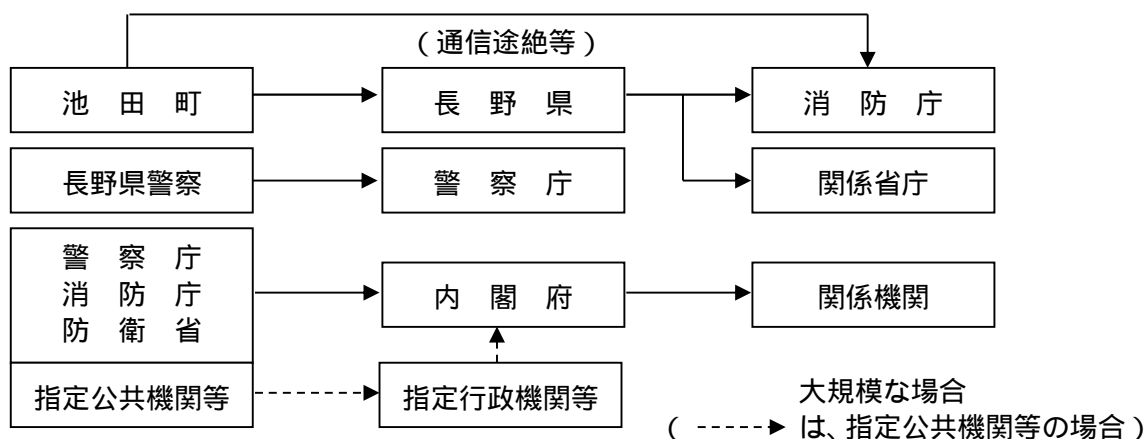 (通信途絶等)
池 田 町
長 野 県
消 防 庁
長野県警察
警 察 庁
関係省庁
警 察 庁
消 防 庁
防 衛 省
内 閣 府
関係機関
指定公共機関等
指定行政機関等
大規模な場合
( は、指定公共機関等の場合)